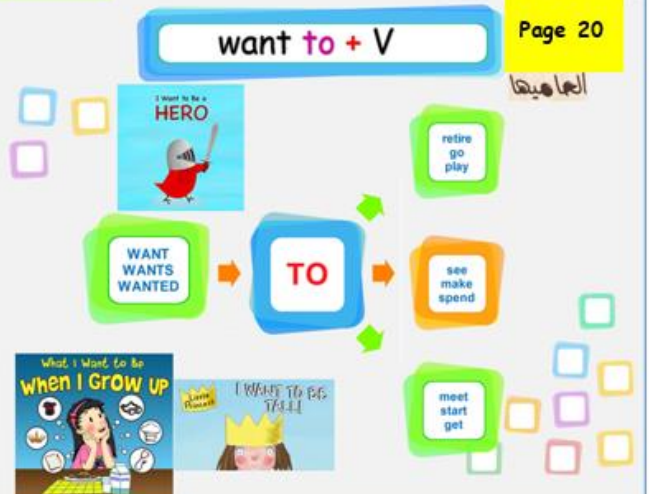 want to + V
Page 20
I Want to Be a
HERO
retire
go
play
WANT
WANTS
WANTED
TO
see
make
spend
What I Want to Be
When I GROW UP
Little
Princess
I WANT TO BE
TALL!
meet
start
get